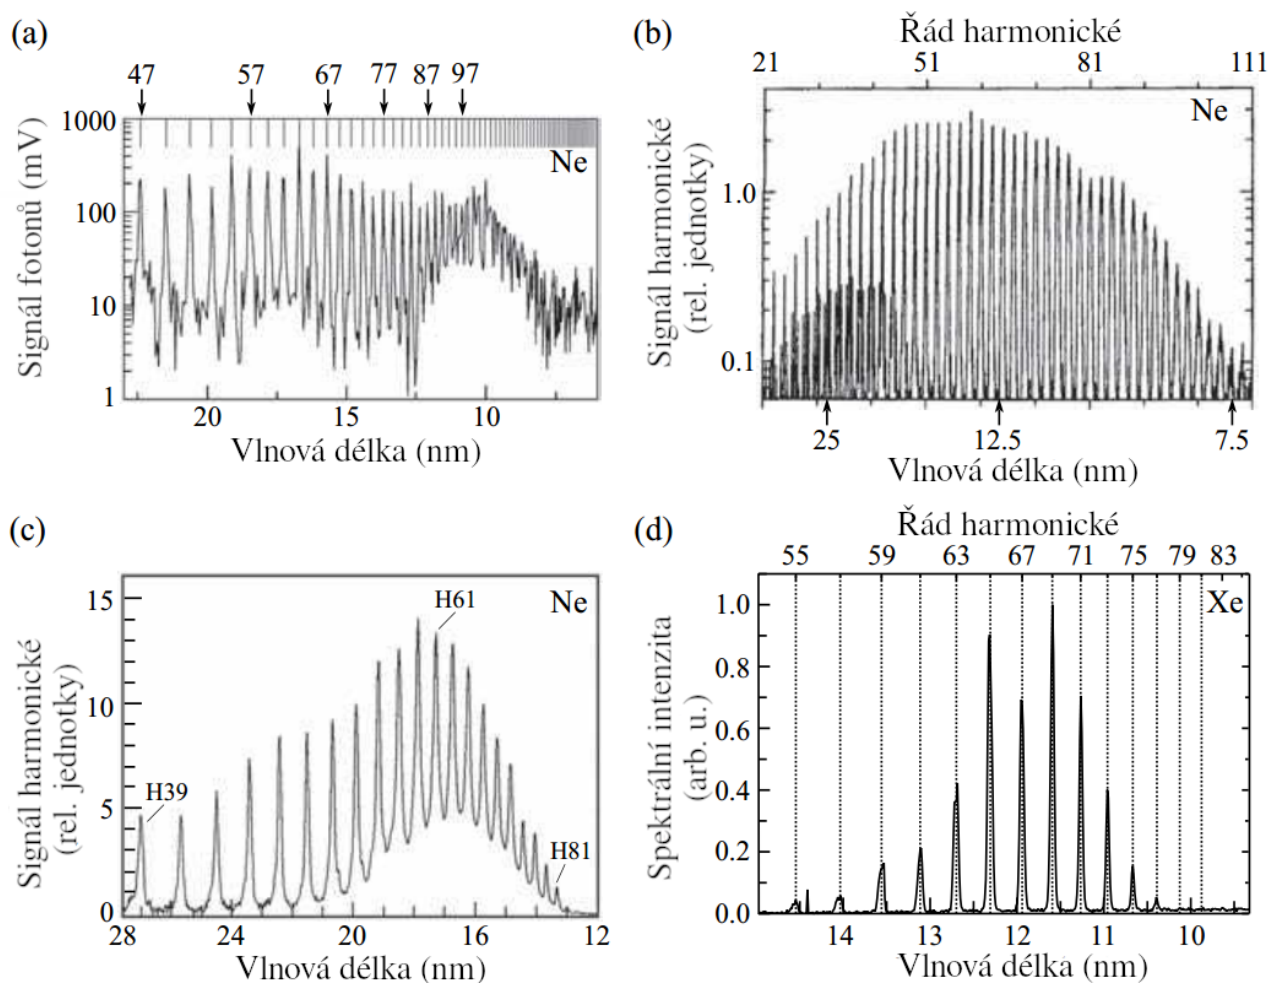 (a)
47 57 67 77 87 97
1000
100
10
1
Signál fotonů (mV)
Ne
20 15 10
Vlnová délka (nm)
(b)
Řád harmonické
21 51 81 111
Ne
1.0
0.1
Signál harmonické
(rel. jednotky)
25 12.5 7.5
Vlnová délka (nm)
(c)
15
10
5
0
Signál harmonické
(rel. jednotky)
H39
H61
H81
Ne
28 24 20 16 12
Vlnová délka (nm)
(d)
Řád harmonické
55 59 63 67 71 75 79 83
Xe
1.0
0.8
0.6
0.4
0.2
0.0
Spektrální intenzita
(arb. u.)
14 13 12 11 10
Vlnová délka (nm)